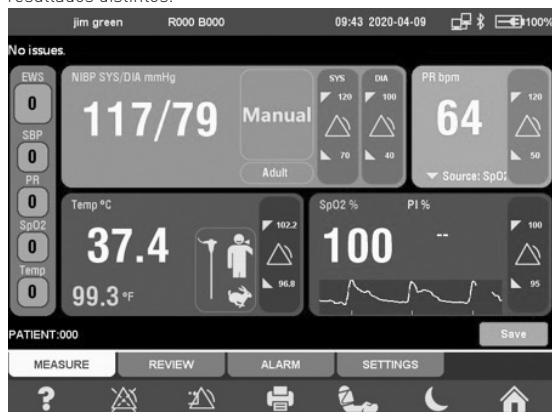 resultados distintos.
jim green R000 B000 09:43 2020-04-09 100%
No issues.
EWS
0
SBP
0
PR
0
SpO2
0
Temp
0
NIBP SYS/DIA mmHg
117/79
Manual
Adult
SYS DIA
120 100
70 40
PR bpm
64
120
50
Source: SpO2
Temp °C
37.4
99.3 °F
102.2
96.8
SpO2 % PI %
100 --
100
95
PATIENT:000
Save
MEASURE REVIEW ALARM SETTINGS
?